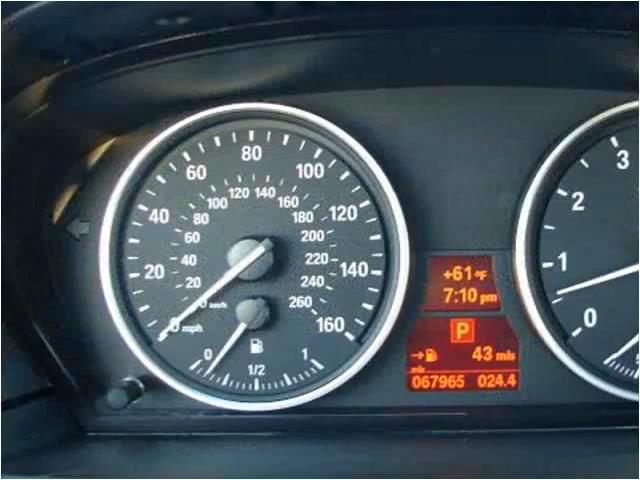 80
60
100
40
120
20
140
0 mph
160
120 140
100 160
80 180
60 200
40 220
20 240
0 km/h
260
0 1/2 1
+61°F
7:10 pm
P
→ 43 mls
mls
067965 024.4
3
2
1
0